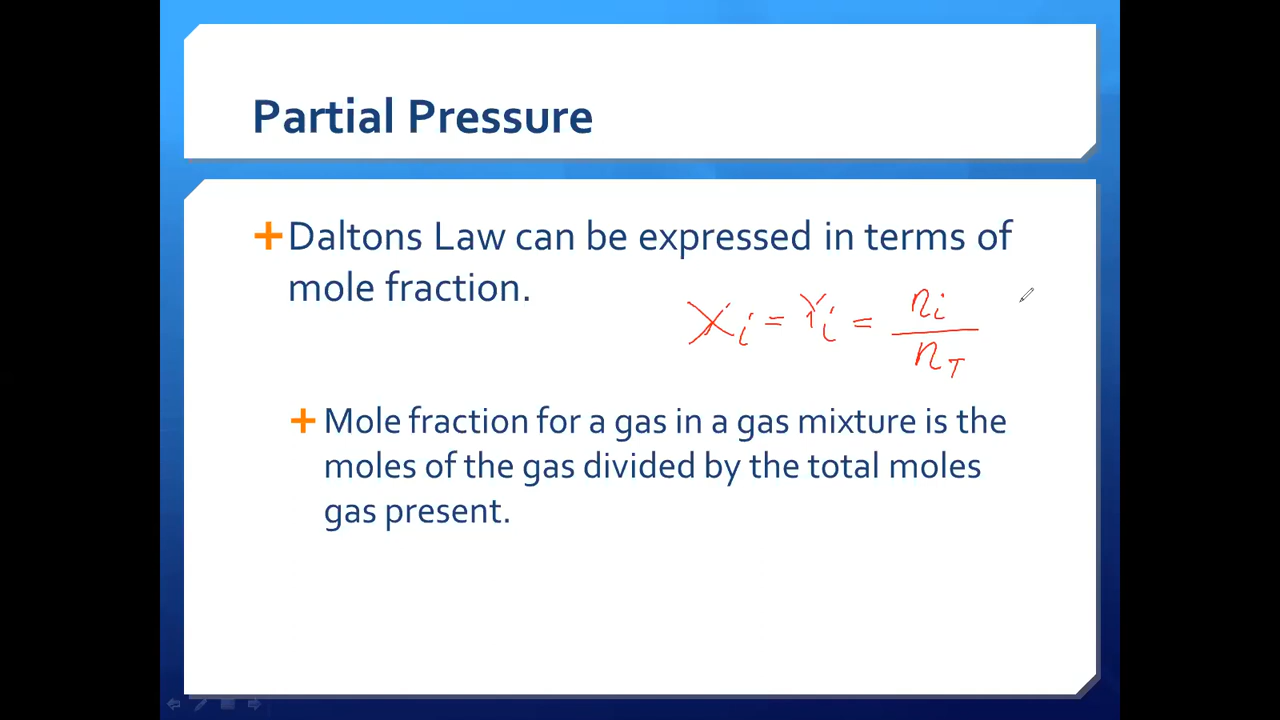 Partial Pressure
Daltons Law can be expressed in terms of
mole fraction.
Xi = Yi = ni / nT
Mole fraction for a gas in a gas mixture is the
moles of the gas divided by the total moles
gas present.